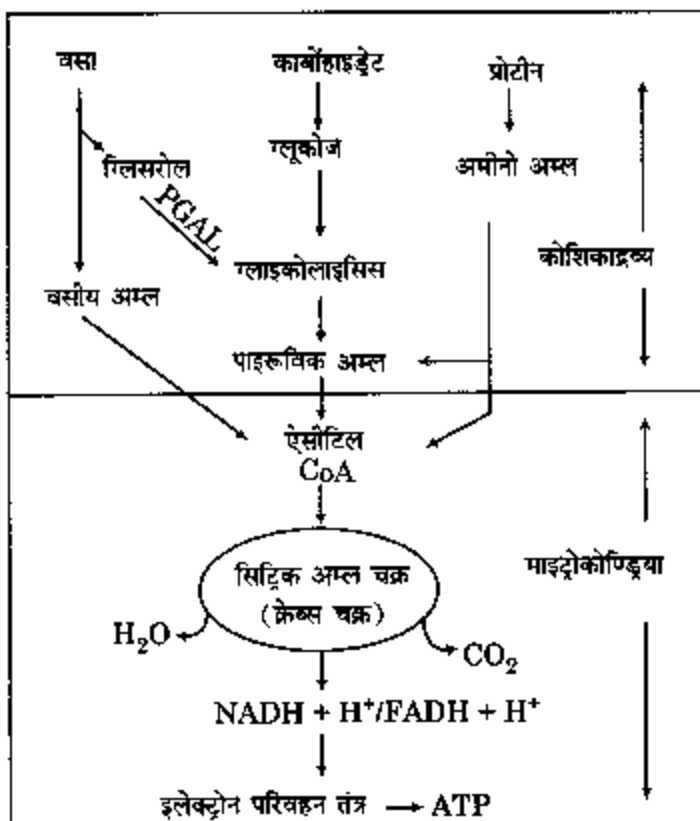 वसा
कार्बोहाइड्रेट
प्रोटीन
ग्लूकोज
ग्लिसरोल
अमीनो अम्ल
PGAL
कोशिकाद्रव्य
ग्लाइकोलाइसिस
वसीय अम्ल
पाइरूविक अम्ल
ऐसीटिल
CoA
माइट्रोकोण्ड्रिया
सिट्रिक अम्ल चक्र
(क्रेब्स चक्र)
H₂O
CO₂
NADH + H⁺/FADH + H⁺
इलेक्ट्रोन परिवहन तंत्र → ATP